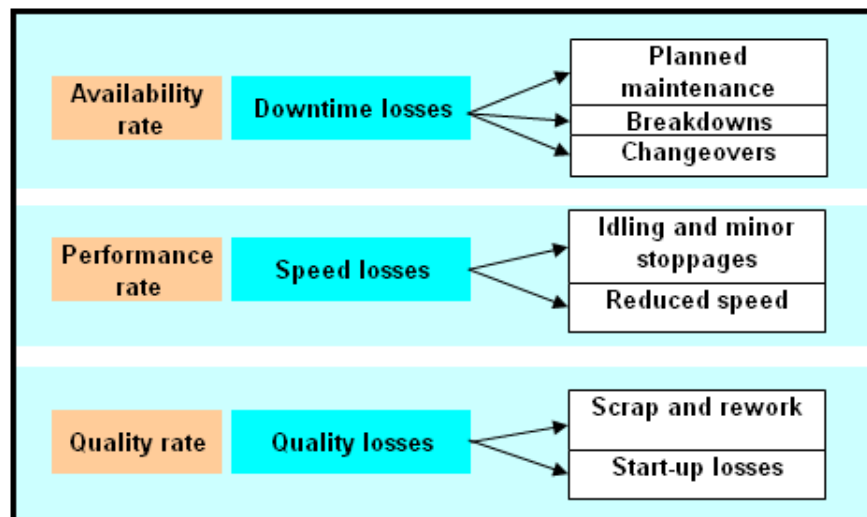 Availability
rate
Downtime losses
Planned
maintenance
Breakdowns
Changeovers
Performance
rate
Speed losses
Idling and minor
stoppages
Reduced speed
Quality rate
Quality losses
Scrap and rework
Start-up losses